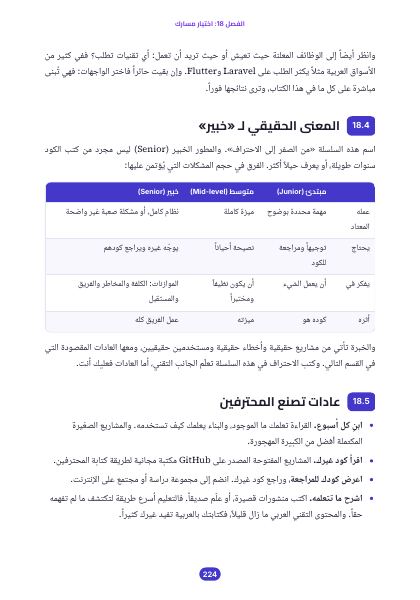 الفصل 18: اختيار مسارك
وانظر أيضاً إلى الوظائف المعلنة حيث تعيش أو حيث تريد أن تعمل: أي تقنيات تطلب؟ ففي كثير من
الأسواق العربية مثلاً يكثر الطلب على Laravel وFlutter. وإن بقيت حائراً فاختر الواجهات: فهي تُبنى
مباشرة على كل ما في هذا الكتاب، وترى نتائجها فوراً.
18.4 المعنى الحقيقي لـ «خبير»
اسم هذه السلسلة «من الصفر إلى الاحتراف». والمطور الخبير (Senior) ليس مجرد من كتب الكود
سنوات طويلة، أو يعرف حيلاً أكثر. الفرق في حجم المشكلات التي يُؤتمن عليها:
مبتدئ (Junior) متوسط (Mid-level) خبير (Senior)
عمله المعتاد مهمة محددة بوضوح ميزة كاملة نظام كامل، أو مشكلة صعبة غير واضحة
يحتاج توجيهاً ومراجعة للكود نصيحة أحياناً يوجّه غيره ويراجع كودهم
يفكر في أن يعمل الشيء أن يكون نظيفاً ومختبراً الموازنات: الكلفة والمخاطر والفريق والمستقبل
أثره كوده هو ميزته عمل الفريق كله
والخبرة تأتي من مشاريع حقيقية وأخطاء حقيقية ومستخدمين حقيقيين، ومعها العادات المقصودة التي
في القسم التالي. وكتب الاحتراف في هذه السلسلة تعلّم الجانب التقني، أما العادات فعليك أنت.
18.5 عادات تصنع المحترفين
• ابنِ كل أسبوع. القراءة تعلمك ما الموجود، والبناء يعلمك كيف تستخدمه. والمشاريع الصغيرة
المكتملة أفضل من الكبيرة المهجورة.
• اقرأ كود غيرك. المشاريع المفتوحة المصدر على GitHub مكتبة مجانية لطريقة كتابة المحترفين.
• اعرض كودك للمراجعة، وراجع كود غيرك. انضم إلى مجموعة دراسة أو مجتمع على الإنترنت.
• اشرح ما تتعلمه. اكتب منشورات قصيرة، أو علّم صديقاً. فالتعليم أسرع طريقة لتكتشف ما لم تفهمه
حقاً. والمحتوى التقني العربي ما زال قليلاً، فكتابتك بالعربية تفيد غيرك كثيراً.
224